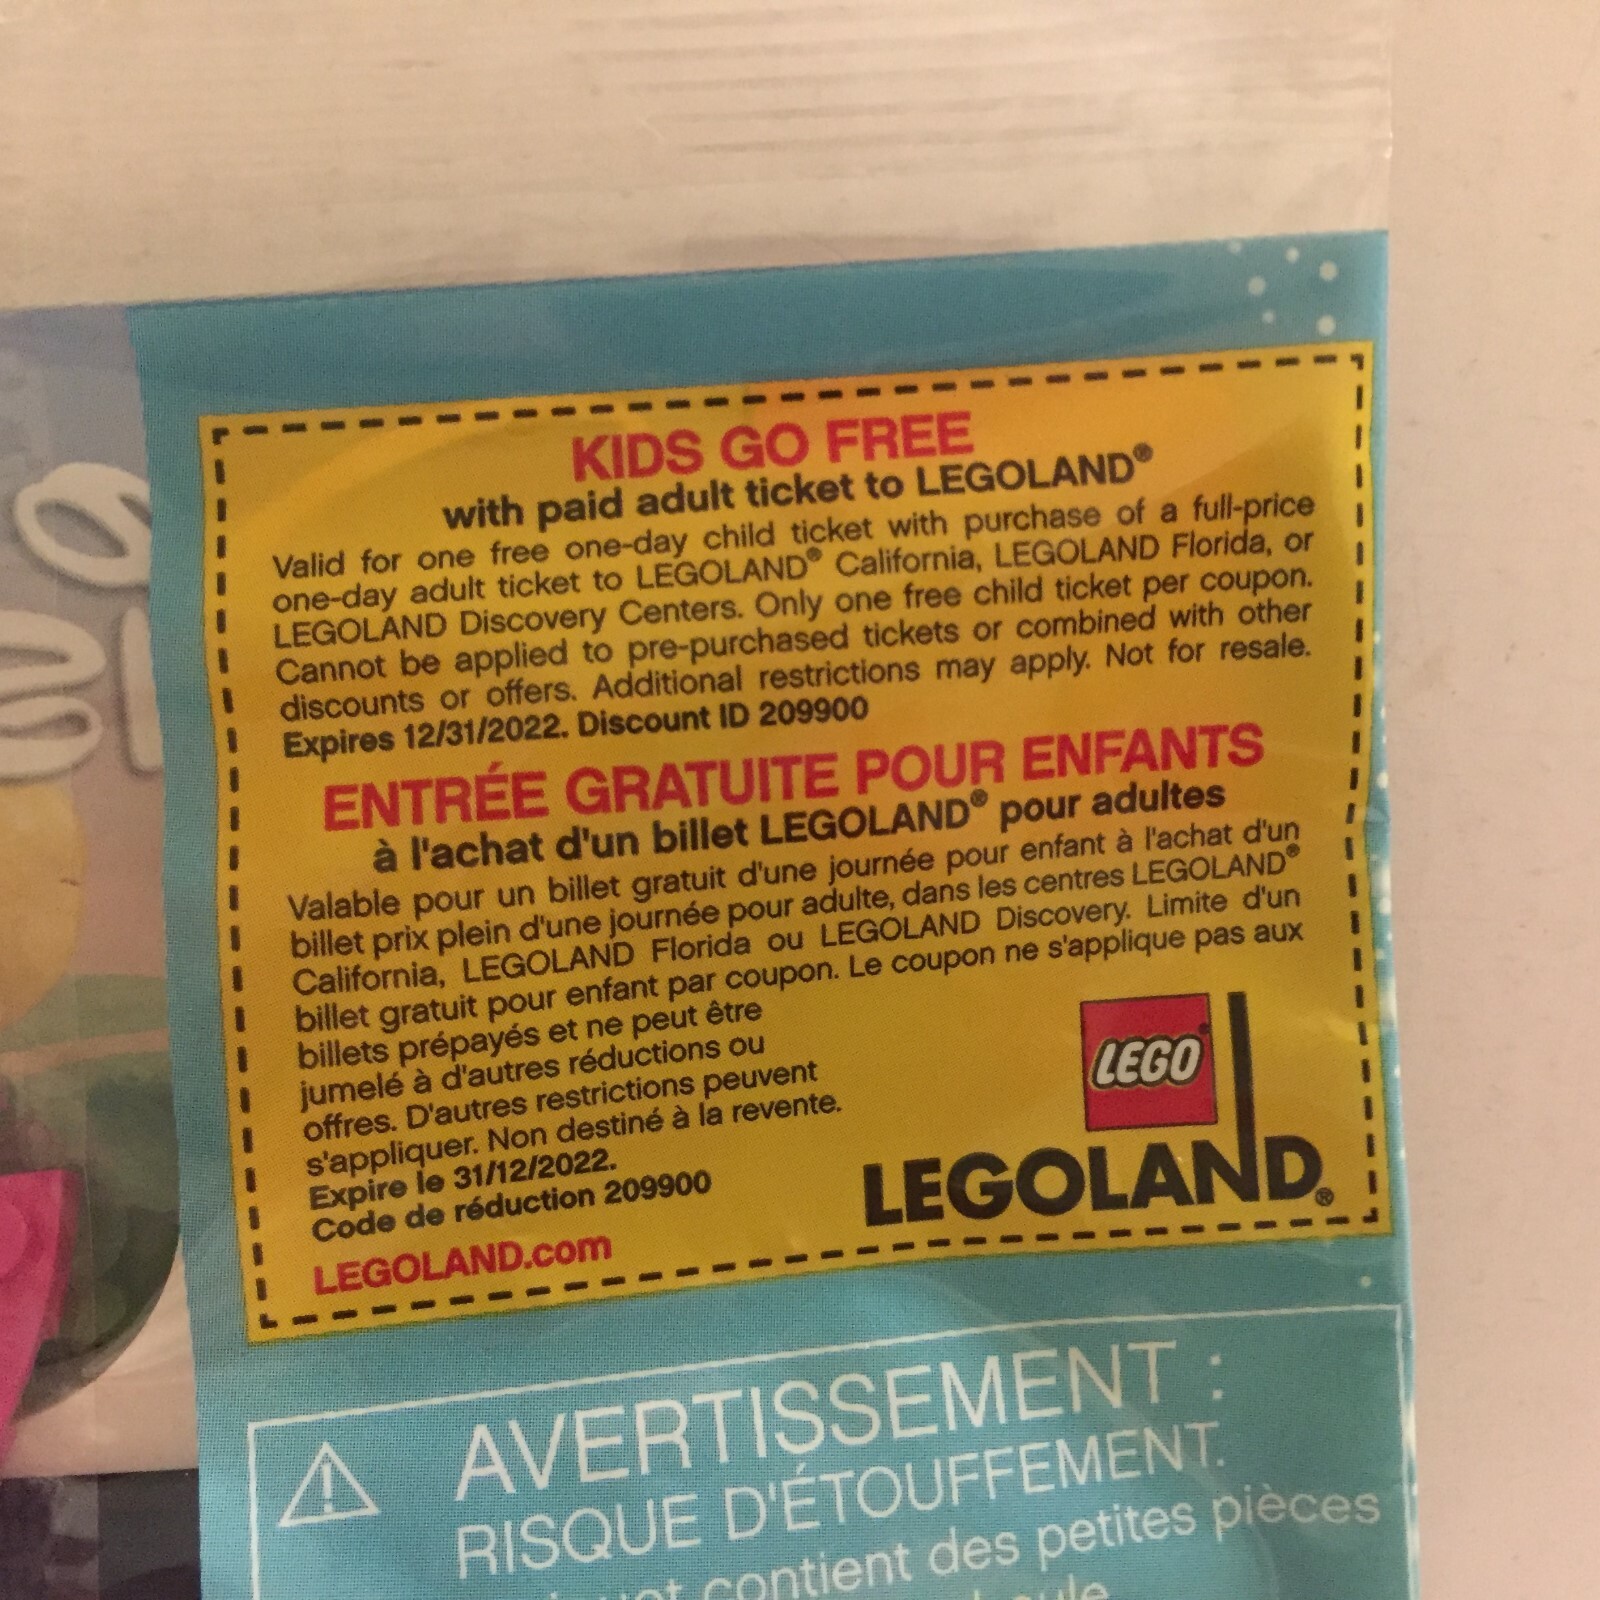 KIDS GO FREE
with paid adult ticket to LEGOLAND®
Valid for one free one-day child ticket with purchase of a full-price
one-day adult ticket to LEGOLAND® California, LEGOLAND Florida, or
LEGOLAND Discovery Centers. Only one free child ticket per coupon.
Cannot be applied to pre-purchased tickets or combined with other
discounts or offers. Additional restrictions may apply. Not for resale.
Expires 12/31/2022. Discount ID 209900
ENTRÉE GRATUITE POUR ENFANTS
à l'achat d'un billet LEGOLAND® pour adultes
Valable pour un billet gratuit d'une journée pour enfant à l'achat d'un
billet prix plein d'une journée pour adulte, dans les centres LEGOLAND®
California, LEGOLAND Florida ou LEGOLAND Discovery. Limite d'un
billet gratuit pour enfant par coupon. Le coupon ne s'applique pas aux
billets prépayés et ne peut être
jumelé à d'autres réductions ou
offres. D'autres restrictions peuvent
s'appliquer. Non destiné à la revente.
Expire le 31/12/2022.
Code de réduction 209900
LEGOLAND.com
LEGO
LEGOLAND®
AVERTISSEMENT :
RISQUE D'ÉTOUFFEMENT.
contient des petites pièces